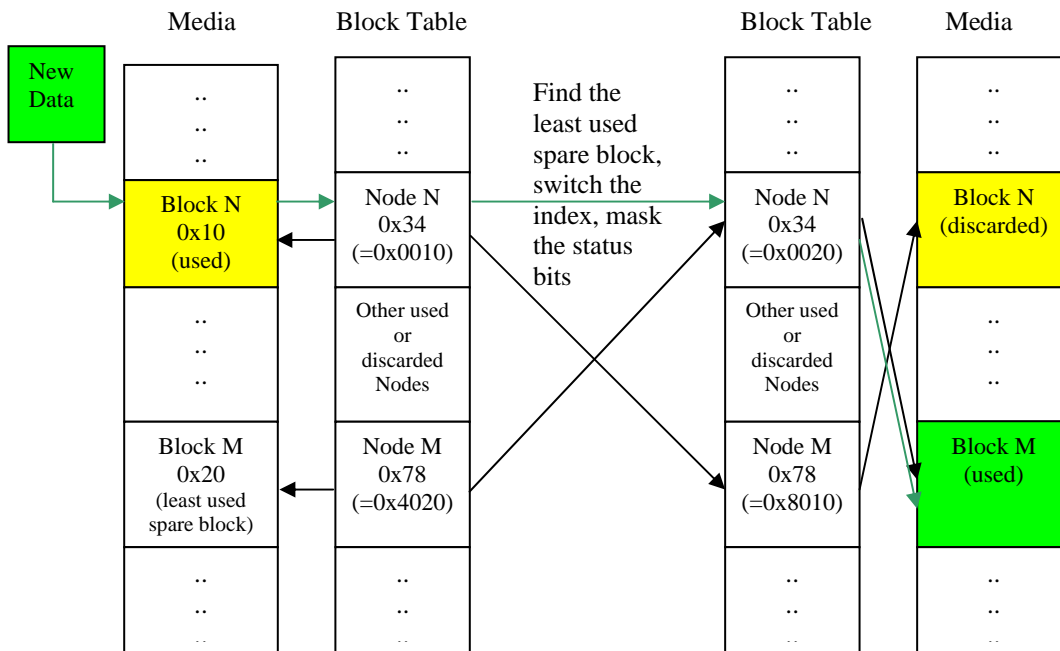 Media
Block Table
Block Table
Media
New
Data
..
..
..
Block N
0x10
(used)
..
..
..
Block M
0x20
(least used
spare block)
..
..
..
..
..
..
Node N
0x34
(=0x0010)
Other used
or
discarded
Nodes
Node M
0x78
(=0x4020)
..
..
..
Find the
least used
spare block,
switch the
index, mask
the status
bits
..
..
..
Node N
0x34
(=0x0020)
Other used
or
discarded
Nodes
Node M
0x78
(=0x8010)
..
..
..
..
..
..
Block N
(discarded)
..
..
..
Block M
(used)
..
..
..